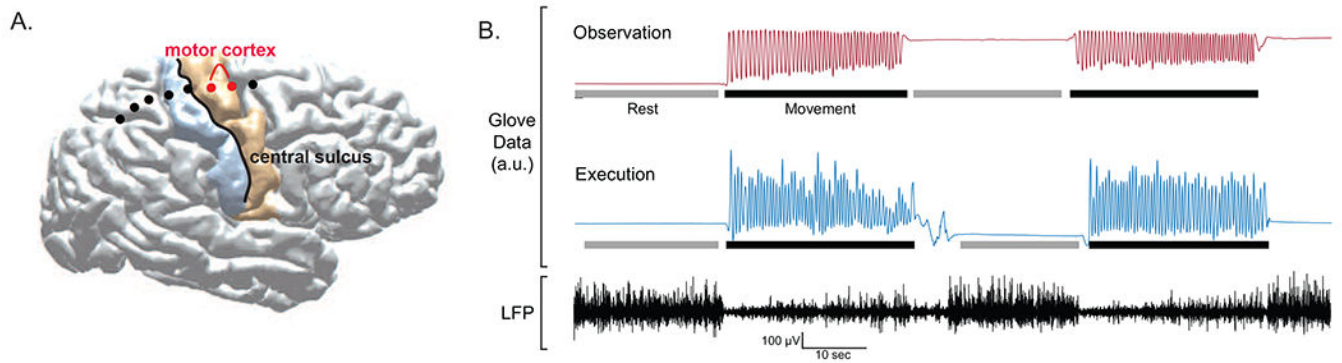 A.
motor cortex
central sulcus
B.
Observation
Rest
Movement
Glove
Data
(a.u.)
Execution
LFP
100 μV
10 sec